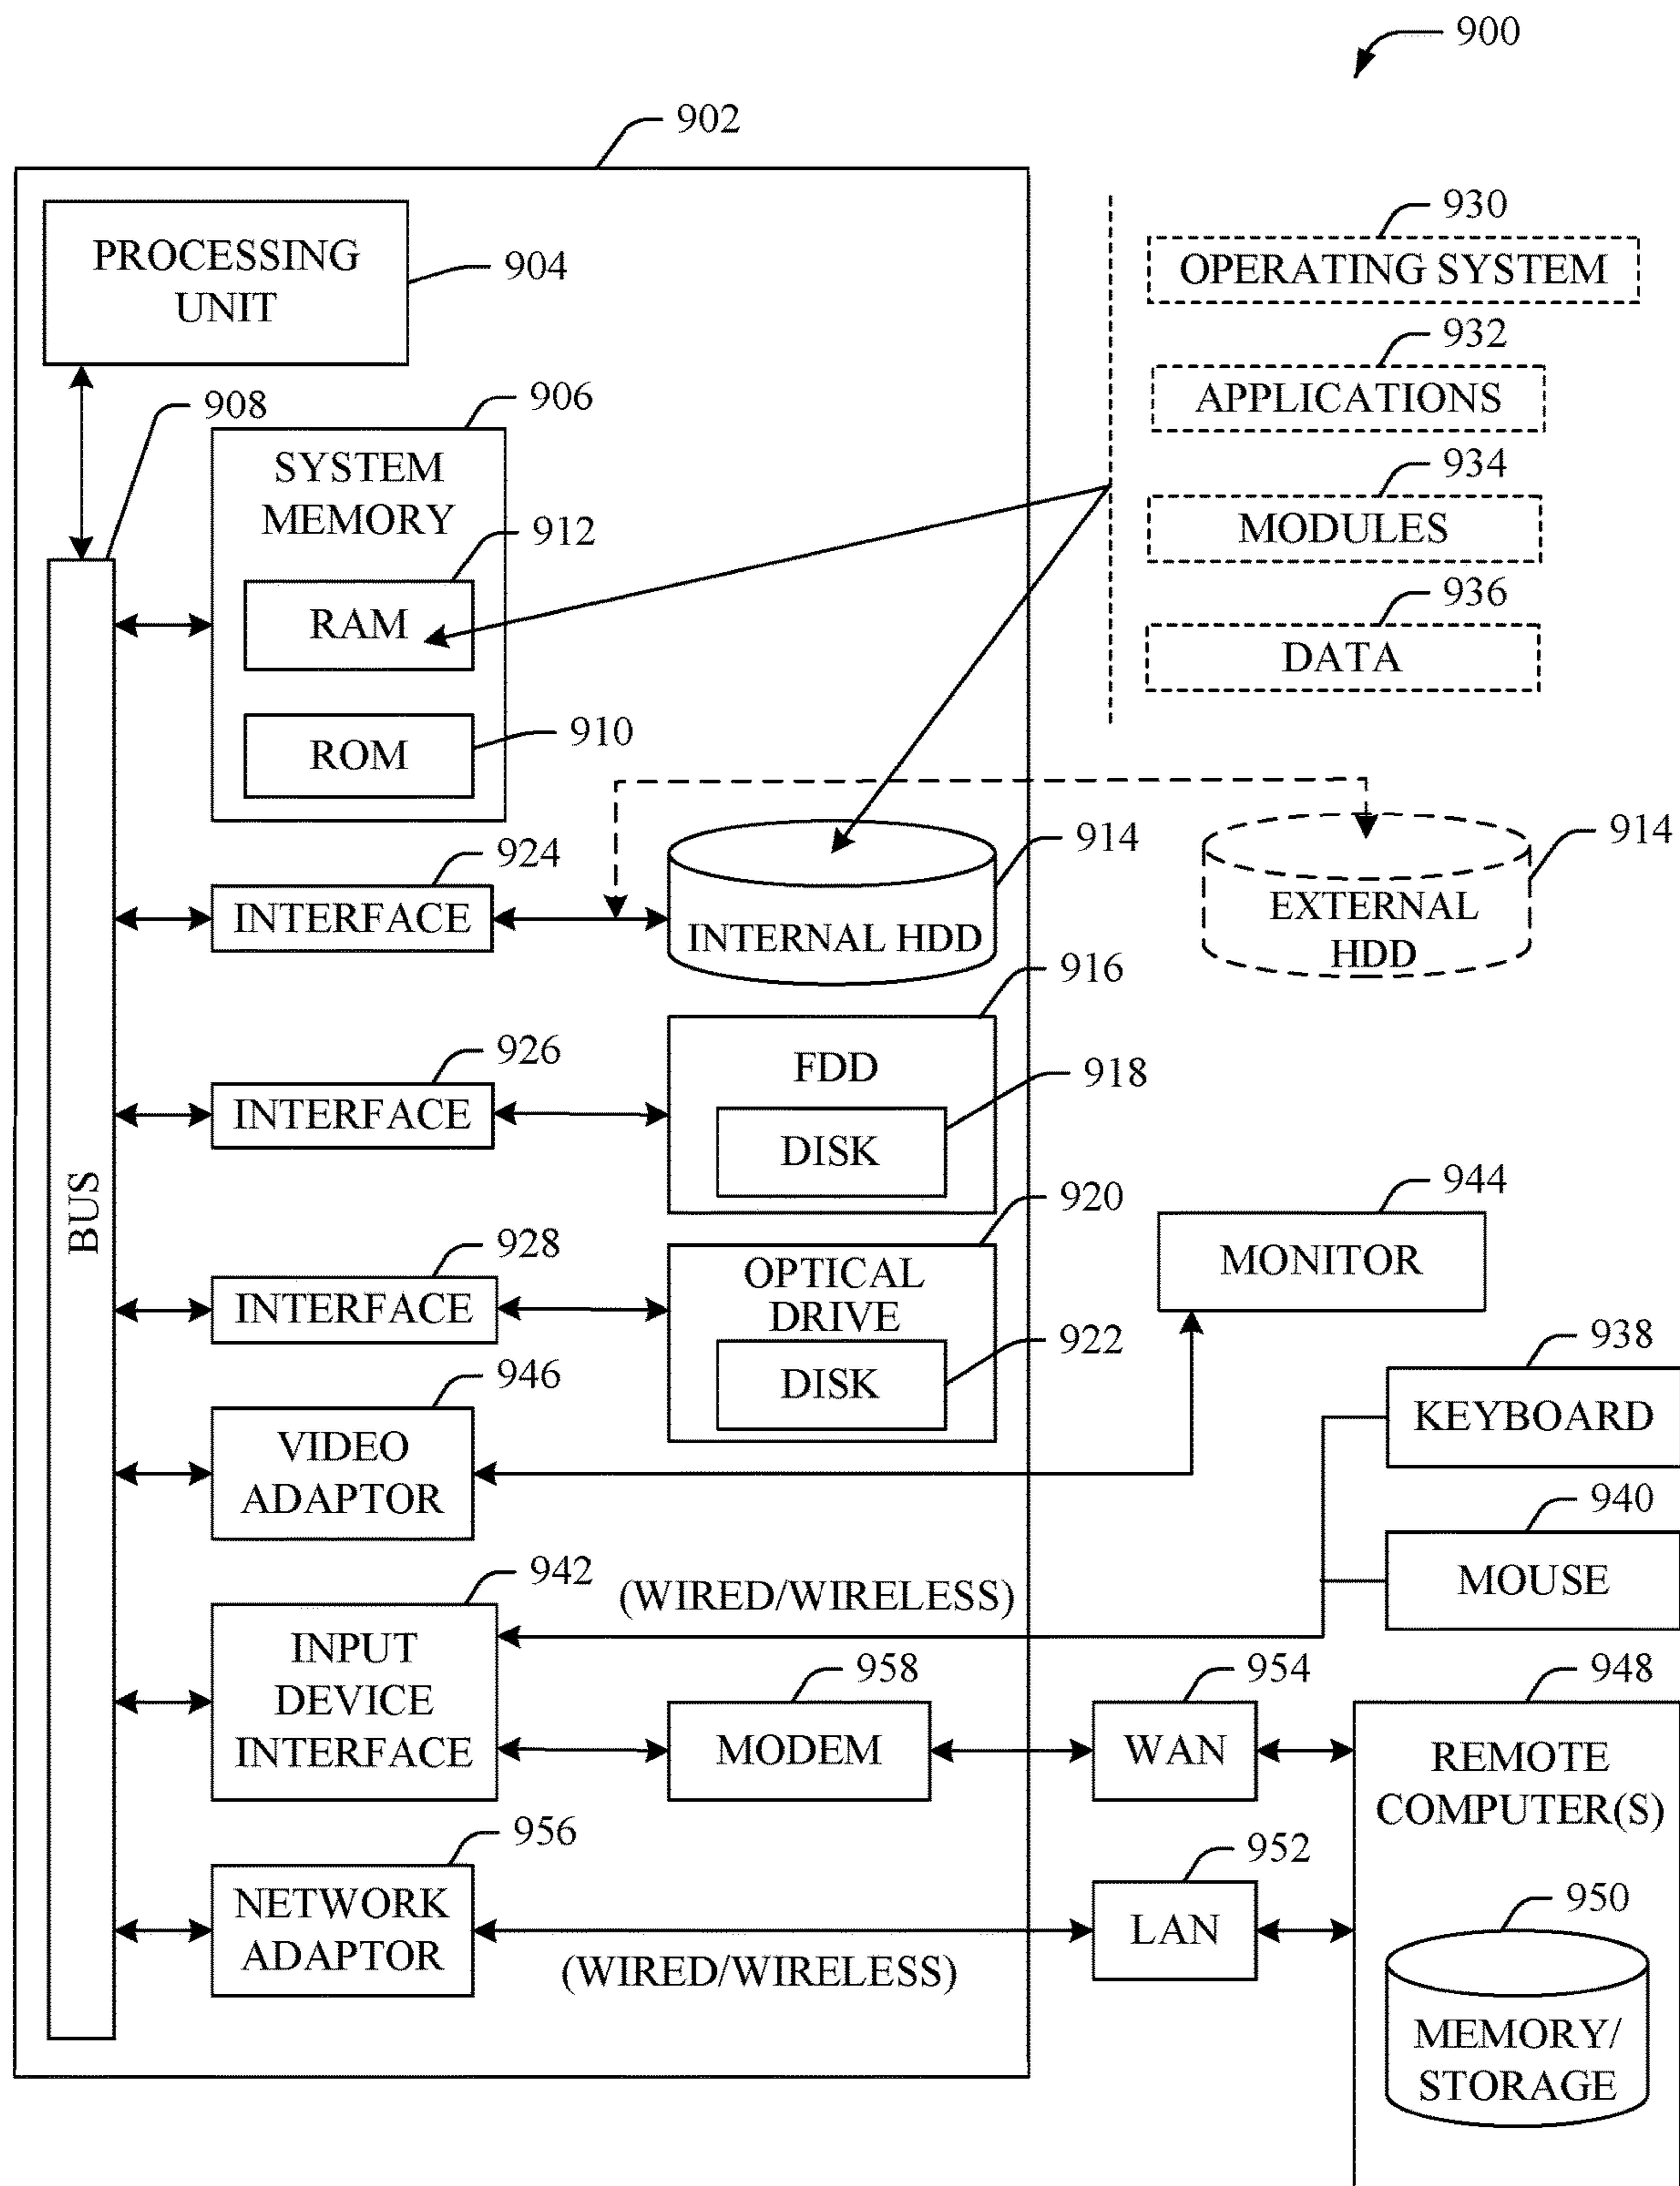 900
902
PROCESSING
UNIT
904
908
906
SYSTEM
MEMORY
912
RAM
910
ROM
930
OPERATING SYSTEM
932
APPLICATIONS
934
MODULES
936
DATA
924
INTERFACE
914
INTERNAL HDD
914
EXTERNAL
HDD
926
INTERFACE
916
FDD
918
DISK
BUS
928
INTERFACE
920
OPTICAL
DRIVE
922
DISK
944
MONITOR
946
VIDEO
ADAPTOR
938
KEYBOARD
940
MOUSE
942
(WIRED/WIRELESS)
INPUT
DEVICE
INTERFACE
958
MODEM
954
WAN
948
REMOTE
COMPUTER(S)
956
NETWORK
ADAPTOR
(WIRED/WIRELESS)
952
LAN
950
MEMORY/
STORAGE